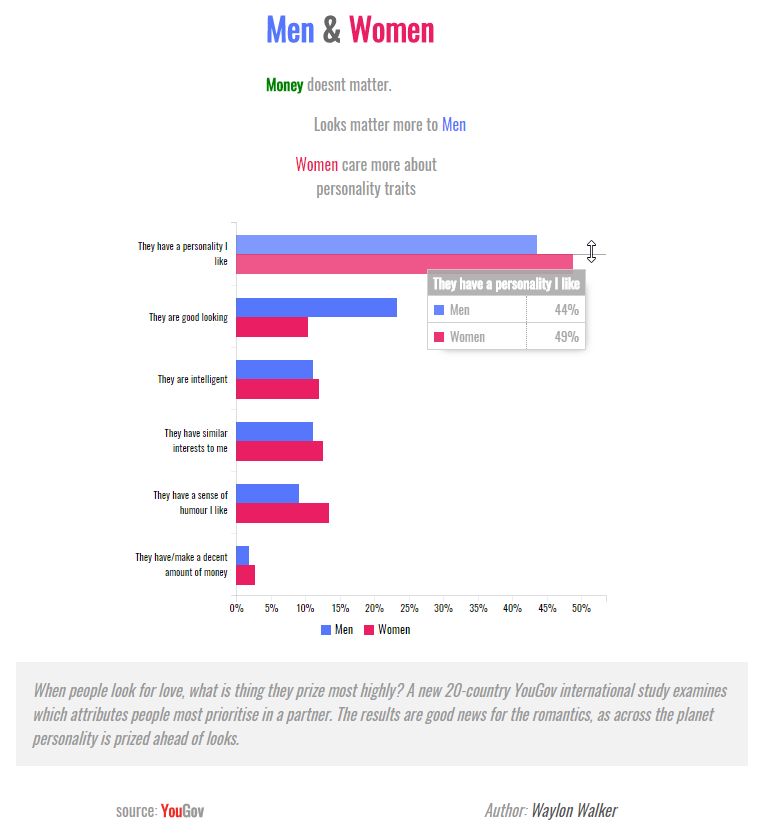 Men & Women
Money doesnt matter.
Looks matter more to Men
Women care more about
personality traits
They have a personality I
like
They have a personality I like
Men 44%
Women 49%
They are good looking
They are intelligent
They have similar
interests to me
They have a sense of
humour I like
They have/make a decent
amount of money
0% 5% 10% 15% 20% 25% 30% 35% 40% 45% 50%
Men Women
When people look for love, what is thing they prize most highly? A new 20-country YouGov international study examines
which attributes people most prioritise in a partner. The results are good news for the romantics, as across the planet
personality is prized ahead of looks.
source: YouGov
Author: Waylon Walker